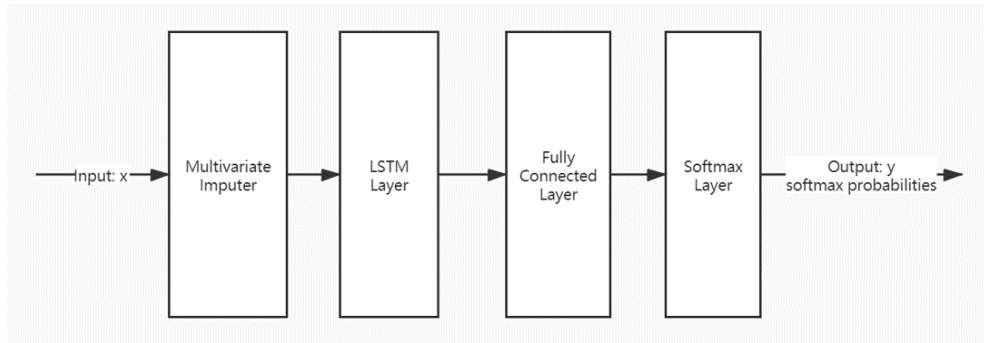 Input: x
Multivariate
Imputer
LSTM
Layer
Fully
Connected
Layer
Softmax
Layer
Output: y
softmax probabilities